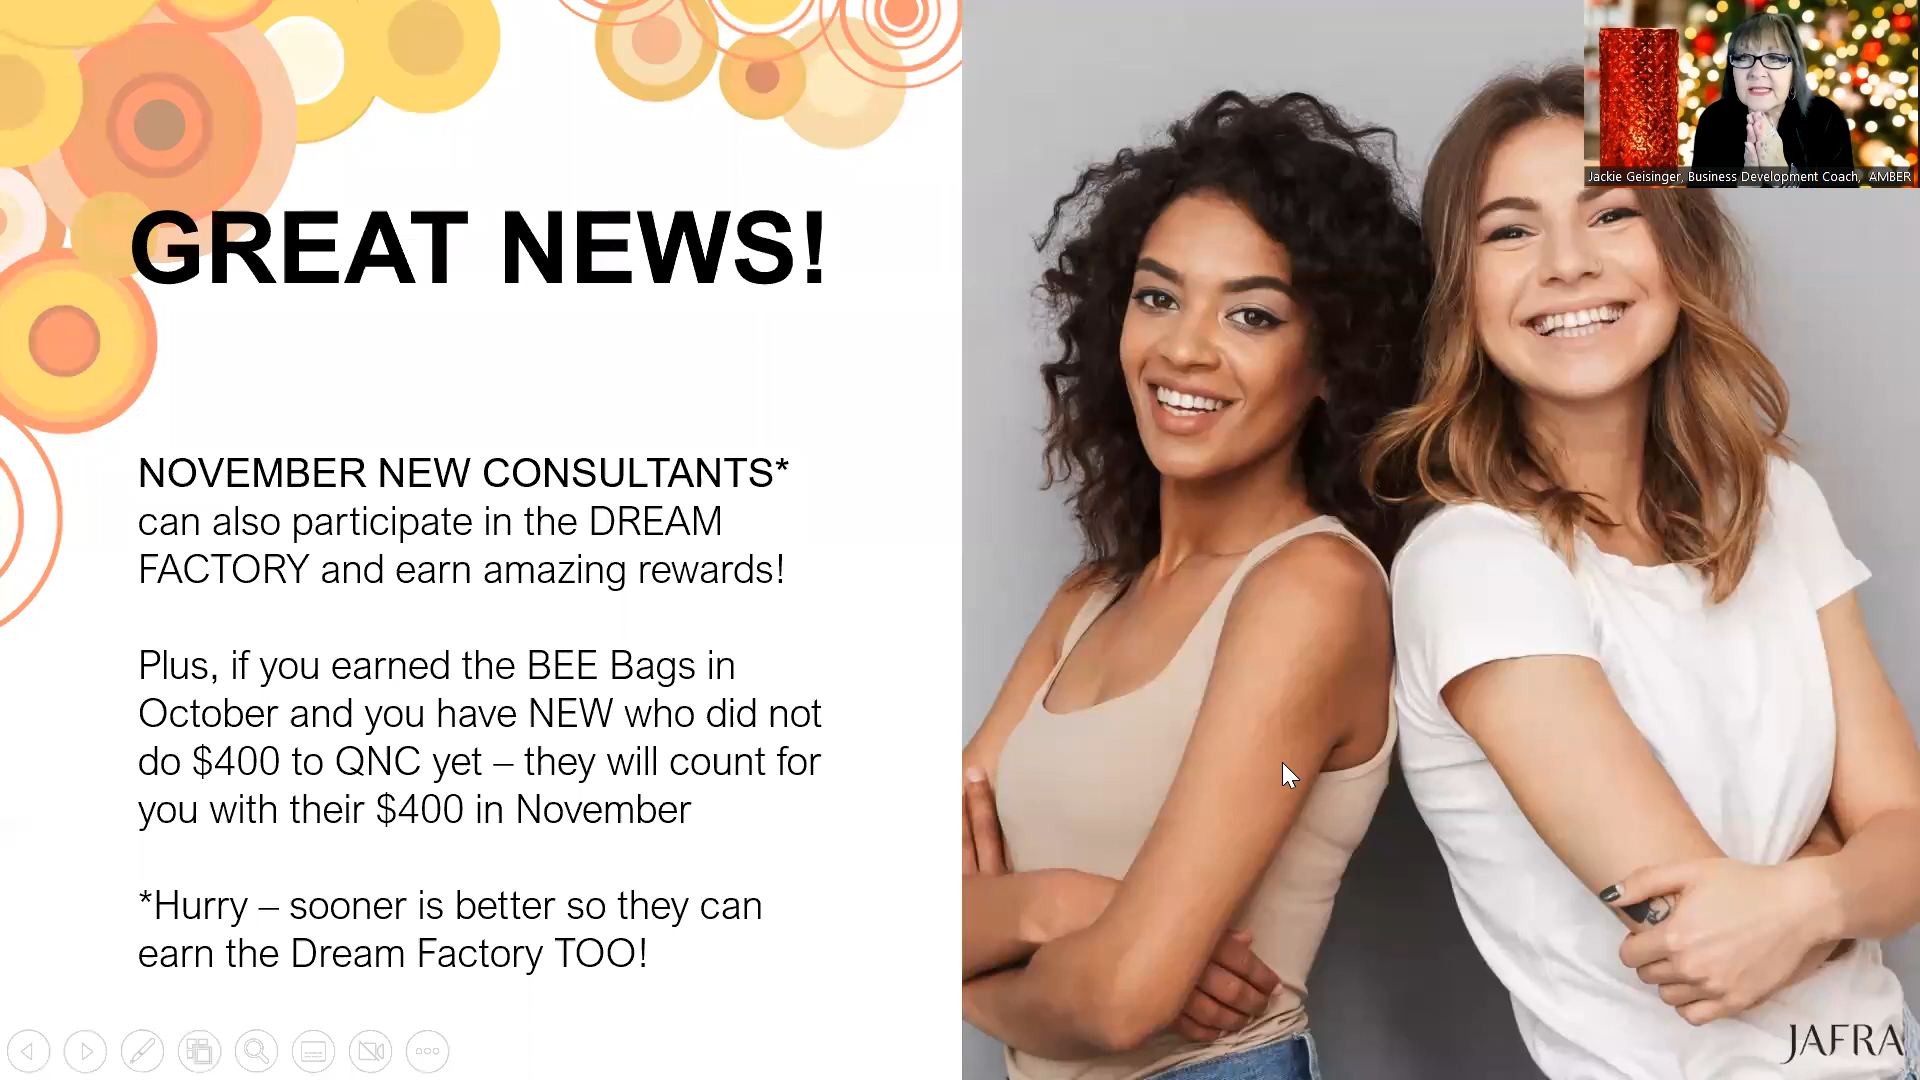 GREAT NEWS!
NOVEMBER NEW CONSULTANTS*
can also participate in the DREAM
FACTORY and earn amazing rewards!
Plus, if you earned the BEE Bags in
October and you have NEW who did not
do $400 to QNC yet – they will count for
you with their $400 in November
*Hurry – sooner is better so they can
earn the Dream Factory TOO!
Jackie Geisinger, Business Development Coach, AMBER
JAFRA